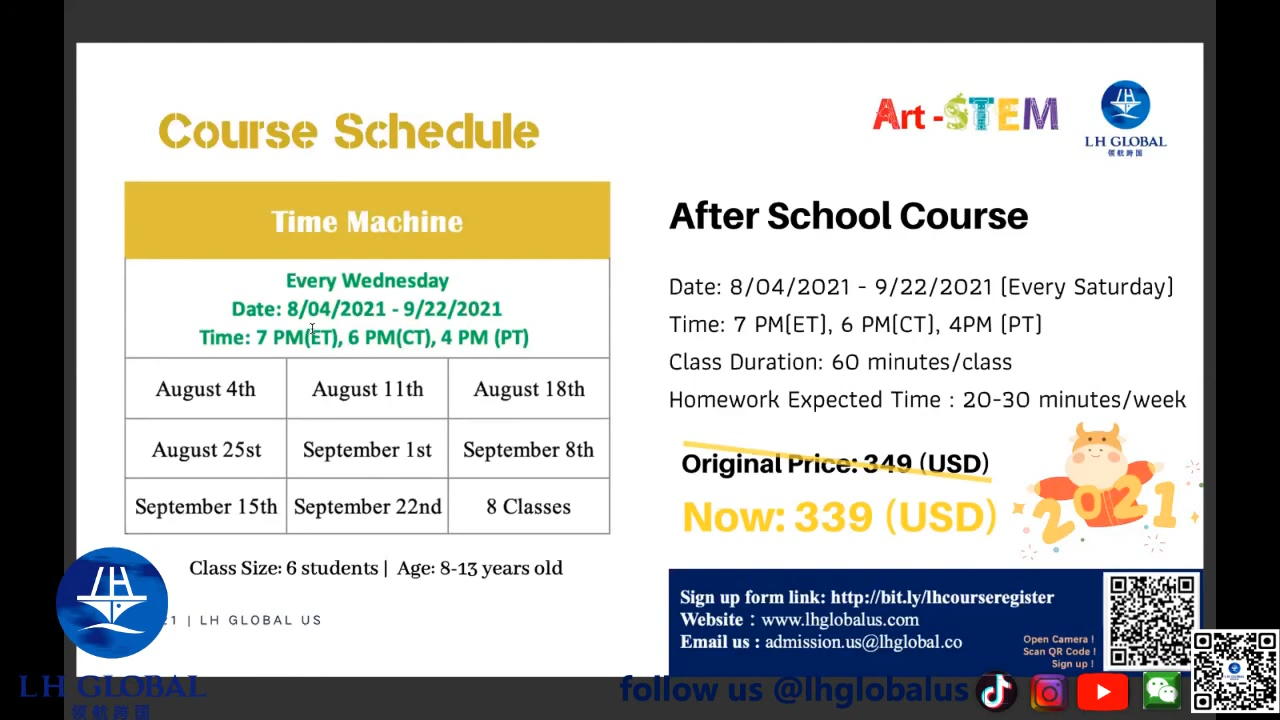 Course Schedule
Art -STEM
LH GLOBAL
领航跨国
Time Machine
Every Wednesday
Date: 8/04/2021 - 9/22/2021
Time: 7 PM(ET), 6 PM(CT), 4 PM (PT)
August 4th August 11th August 18th
August 25st September 1st September 8th
September 15th September 22nd 8 Classes
Class Size: 6 students | Age: 8-13 years old
After School Course
Date: 8/04/2021 - 9/22/2021 (Every Saturday)
Time: 7 PM(ET), 6 PM(CT), 4PM (PT)
Class Duration: 60 minutes/class
Homework Expected Time : 20-30 minutes/week
Original Price: 349 (USD)
Now: 339 (USD)
2021
Sign up form link: http://bit.ly/lhcourseregister
Website : www.lhglobalus.com
Email us : admission.us@lhglobal.co
Open Camera !
Scan QR Code !
Sign up !
LH
| LH GLOBAL US
LH GLOBAL
领航跨国
follow us @lhglobalus